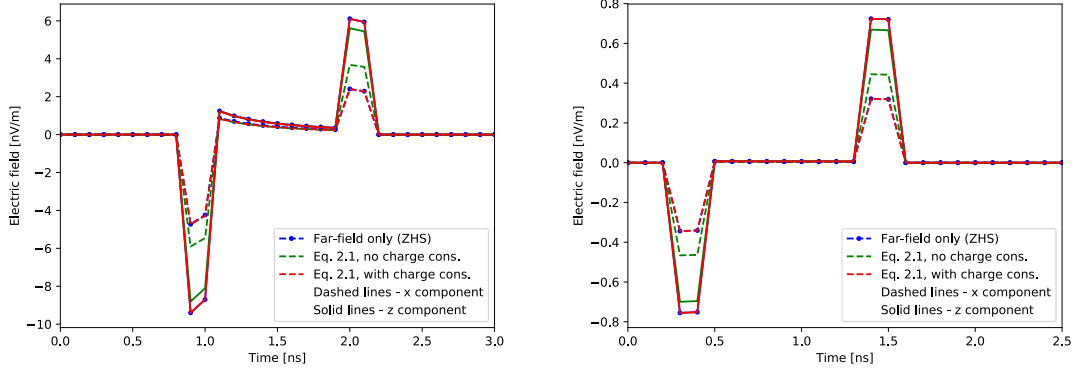 6
4
2
0
−2
−4
−6
−8
−10
Electric field [nV/m]
Far-field only (ZHS)
Eq. 2.1, no charge cons.
Eq. 2.1, with charge cons.
Dashed lines - x component
Solid lines - z component
0.0 0.5 1.0 1.5 2.0 2.5 3.0
Time [ns]
0.8
0.6
0.4
0.2
0.0
−0.2
−0.4
−0.6
−0.8
Electric field [nV/m]
Far-field only (ZHS)
Eq. 2.1, no charge cons.
Eq. 2.1, with charge cons.
Dashed lines - x component
Solid lines - z component
0.0 0.5 1.0 1.5 2.0 2.5
Time [ns]